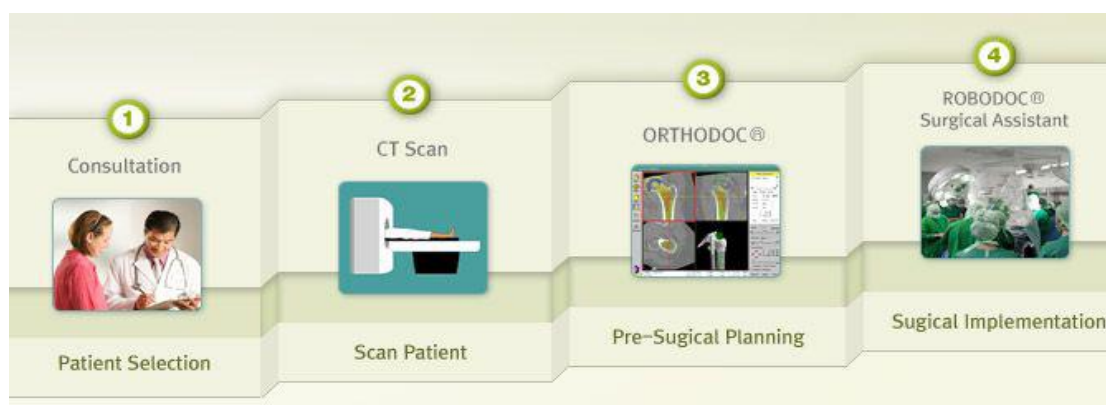 1
Consultation
Patient Selection
2
CT Scan
Scan Patient
3
ORTHODOC®
Pre-Sugical Planning
4
ROBODOC®
Surgical Assistant
Sugical Implementation